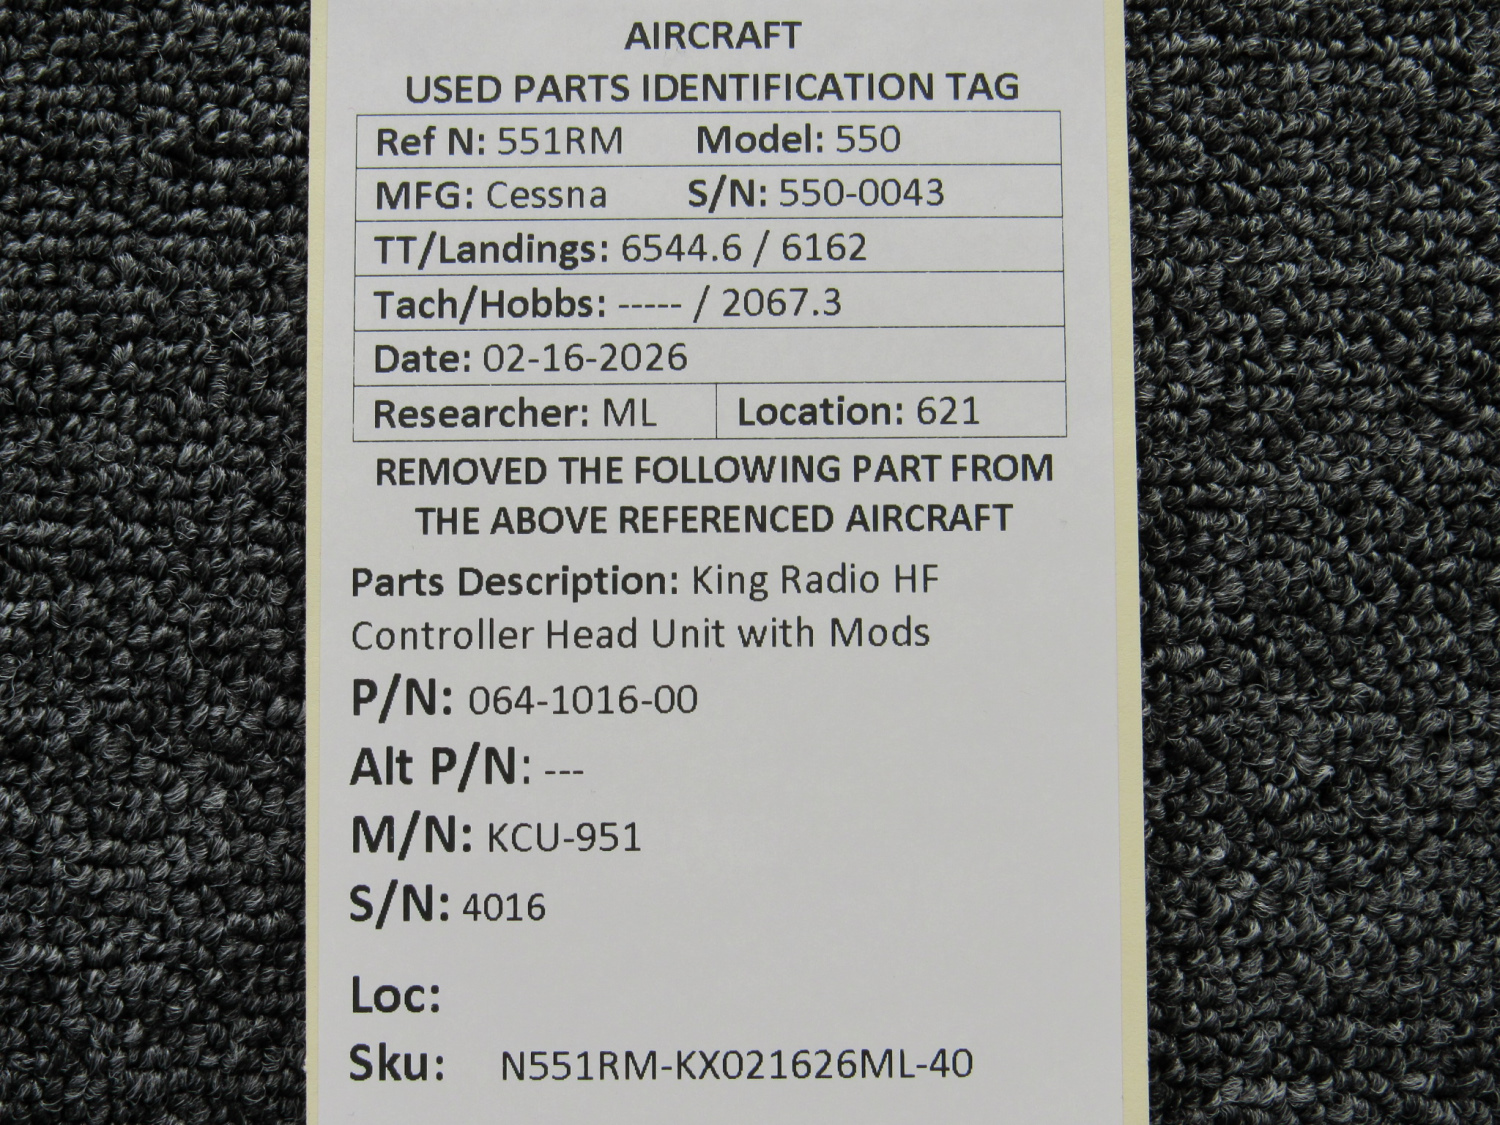 AIRCRAFT
USED PARTS IDENTIFICATION TAG
Ref N: 551RM Model: 550
MFG: Cessna S/N: 550-0043
TT/Landings: 6544.6 / 6162
Tach/Hobbs: ----- / 2067.3
Date: 02-16-2026
Researcher: ML Location: 621
REMOVED THE FOLLOWING PART FROM
THE ABOVE REFERENCED AIRCRAFT
Parts Description: King Radio HF
Controller Head Unit with Mods
P/N: 064-1016-00
Alt P/N: ---
M/N: KCU-951
S/N: 4016
Loc:
Sku: N551RM-KX021626ML-40